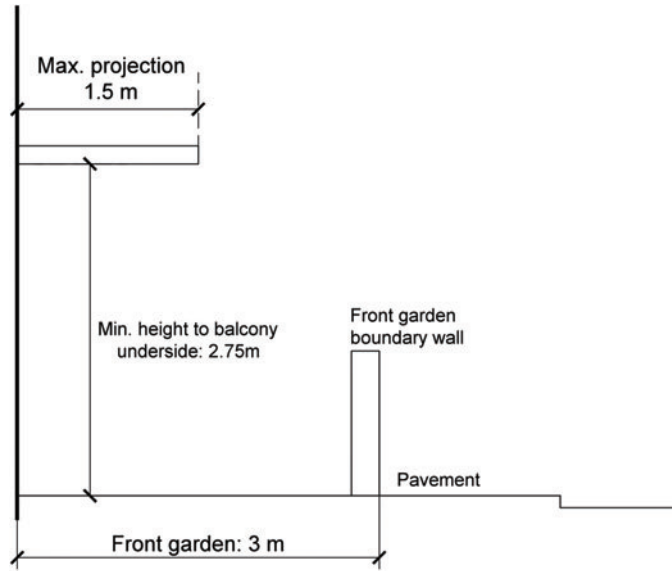 Max. projection
1.5 m
Min. height to balcony
underside: 2.75m
Front garden
boundary wall
Pavement
Front garden: 3 m